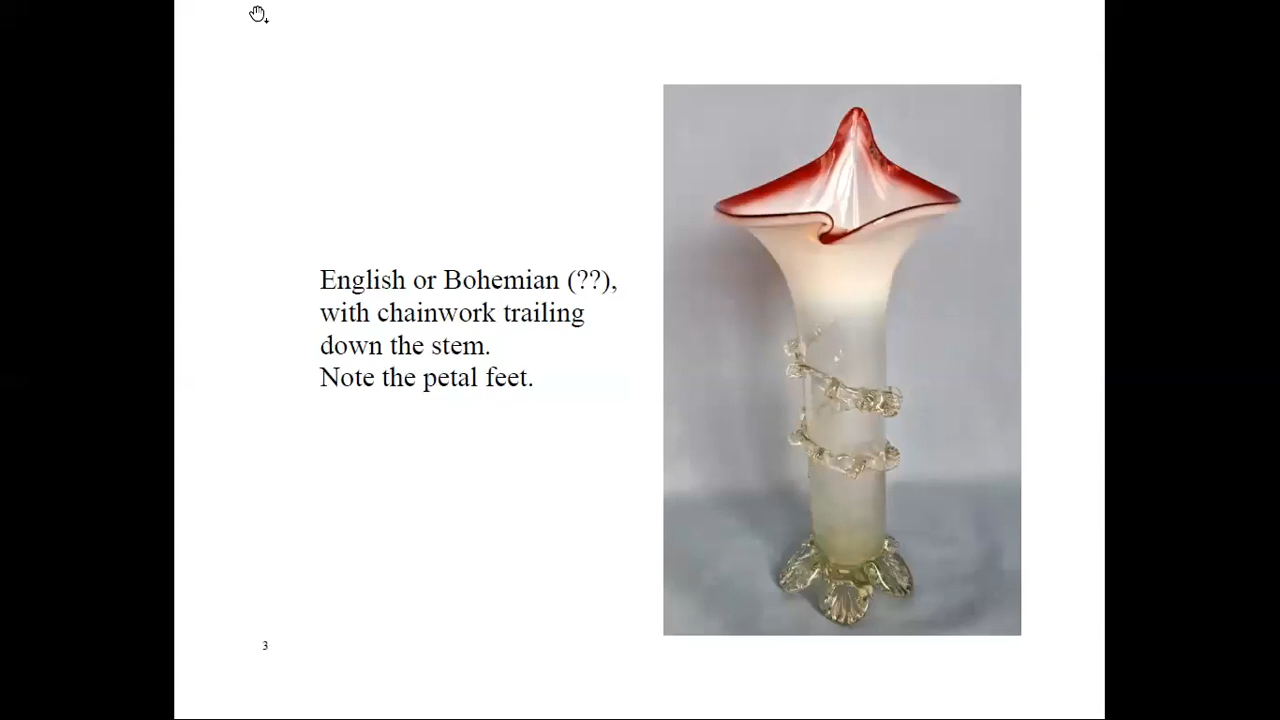 English or Bohemian (??),
with chainwork trailing
down the stem.
Note the petal feet.
3